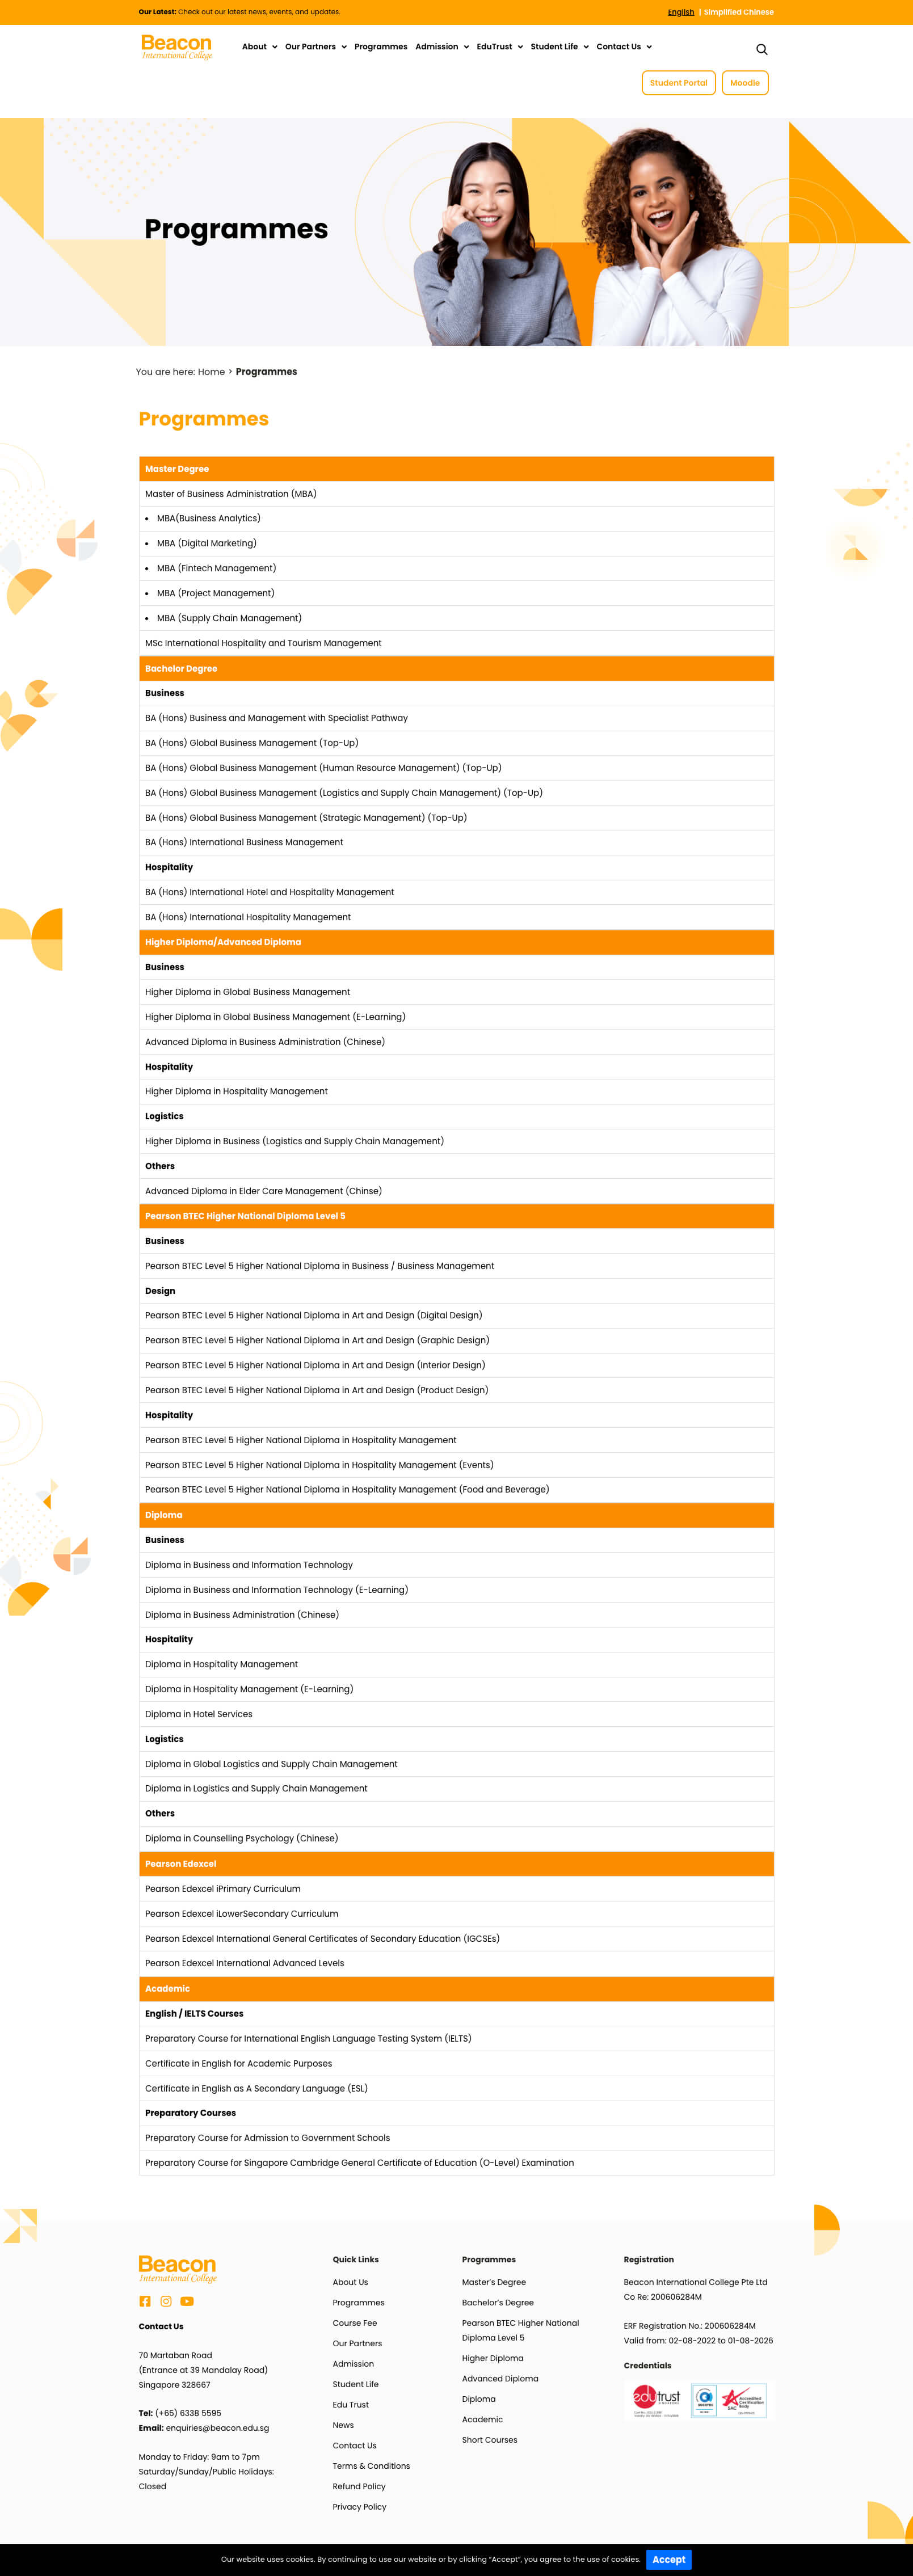 Our Latest: Check out our latest news, events, and updates.
English | Simplified Chinese
Beacon
International College
About Our Partners Programmes Admission EduTrust Student Life Contact Us
Student Portal Moodle
Programmes
You are here: Home > Programmes
Programmes
Master Degree
Master of Business Administration (MBA)
• MBA(Business Analytics)
• MBA (Digital Marketing)
• MBA (Fintech Management)
• MBA (Project Management)
• MBA (Supply Chain Management)
MSc International Hospitality and Tourism Management
Bachelor Degree
Business
BA (Hons) Business and Management with Specialist Pathway
BA (Hons) Global Business Management (Top-Up)
BA (Hons) Global Business Management (Human Resource Management) (Top-Up)
BA (Hons) Global Business Management (Logistics and Supply Chain Management) (Top-Up)
BA (Hons) Global Business Management (Strategic Management) (Top-Up)
BA (Hons) International Business Management
Hospitality
BA (Hons) International Hotel and Hospitality Management
BA (Hons) International Hospitality Management
Higher Diploma/Advanced Diploma
Business
Higher Diploma in Global Business Management
Higher Diploma in Global Business Management (E-Learning)
Advanced Diploma in Business Administration (Chinese)
Hospitality
Higher Diploma in Hospitality Management
Logistics
Higher Diploma in Business (Logistics and Supply Chain Management)
Others
Advanced Diploma in Elder Care Management (Chinse)
Pearson BTEC Higher National Diploma Level 5
Business
Pearson BTEC Level 5 Higher National Diploma in Business / Business Management
Design
Pearson BTEC Level 5 Higher National Diploma in Art and Design (Digital Design)
Pearson BTEC Level 5 Higher National Diploma in Art and Design (Graphic Design)
Pearson BTEC Level 5 Higher National Diploma in Art and Design (Interior Design)
Pearson BTEC Level 5 Higher National Diploma in Art and Design (Product Design)
Hospitality
Pearson BTEC Level 5 Higher National Diploma in Hospitality Management
Pearson BTEC Level 5 Higher National Diploma in Hospitality Management (Events)
Pearson BTEC Level 5 Higher National Diploma in Hospitality Management (Food and Beverage)
Diploma
Business
Diploma in Business and Information Technology
Diploma in Business and Information Technology (E-Learning)
Diploma in Business Administration (Chinese)
Hospitality
Diploma in Hospitality Management
Diploma in Hospitality Management (E-Learning)
Diploma in Hotel Services
Logistics
Diploma in Global Logistics and Supply Chain Management
Diploma in Logistics and Supply Chain Management
Others
Diploma in Counselling Psychology (Chinese)
Pearson Edexcel
Pearson Edexcel iPrimary Curriculum
Pearson Edexcel iLowerSecondary Curriculum
Pearson Edexcel International General Certificates of Secondary Education (IGCSEs)
Pearson Edexcel International Advanced Levels
Academic
English / IELTS Courses
Preparatory Course for International English Language Testing System (IELTS)
Certificate in English for Academic Purposes
Certificate in English as A Secondary Language (ESL)
Preparatory Courses
Preparatory Course for Admission to Government Schools
Preparatory Course for Singapore Cambridge General Certificate of Education (O-Level) Examination
Beacon
International College
Contact Us
70 Martaban Road
(Entrance at 39 Mandalay Road)
Singapore 328667
Tel: (+65) 6338 5595
Email: enquiries@beacon.edu.sg
Monday to Friday: 9am to 7pm
Saturday/Sunday/Public Holidays:
Closed
Quick Links
About Us
Programmes
Course Fee
Our Partners
Admission
Student Life
Edu Trust
News
Contact Us
Terms & Conditions
Refund Policy
Privacy Policy
Programmes
Master's Degree
Bachelor's Degree
Pearson BTEC Higher National
Diploma Level 5
Higher Diploma
Advanced Diploma
Diploma
Academic
Short Courses
Registration
Beacon International College Pte Ltd
Co Re: 200606284M
ERF Registration No.: 200606284M
Valid from: 02-08-2022 to 01-08-2026
Credentials
edutrust
SINGAPORE
SAC
Accredited
Certification
Body
Our website uses cookies. By continuing to use our website or by clicking “Accept”, you agree to the use of cookies. Accept